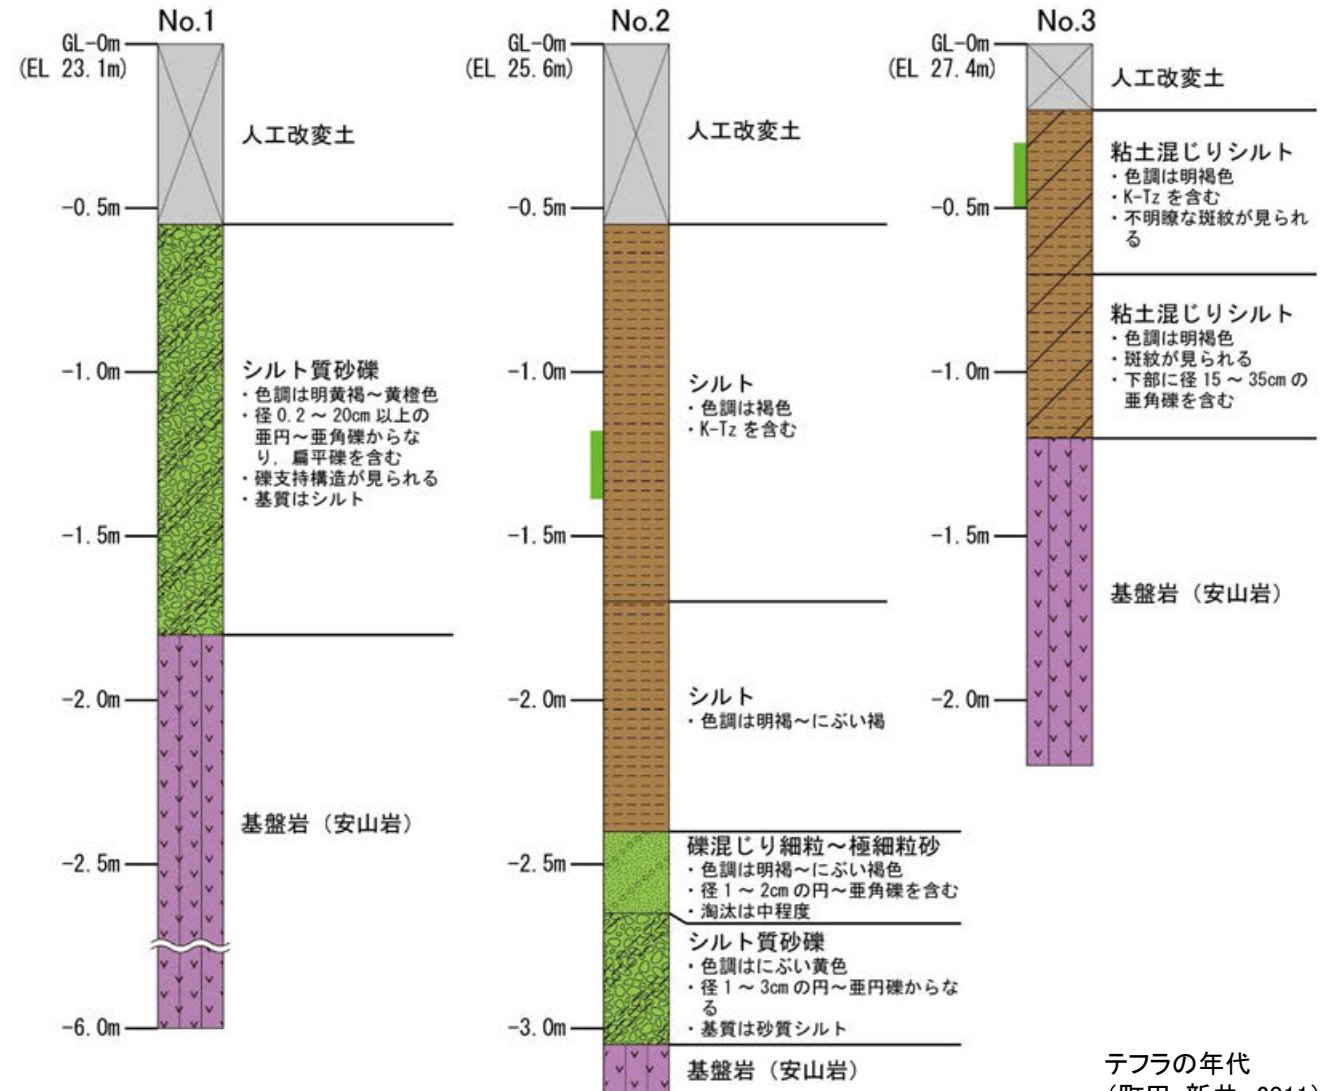 No.1
GL-0m
(EL 23.1m)
人工改変土
-0.5m
シルト質砂礫
・色調は明黄褐～黄橙色
・径 0.2 ～ 20cm 以上の
亜円～亜角礫からな
り，扁平礫を含む
・礫支持構造が見られる
・基質はシルト
-1.0m
-1.5m
-2.0m
基盤岩（安山岩）
-2.5m
-6.0m
No.2
GL-0m
(EL 25.6m)
人工改変土
-0.5m
-1.0m
シルト
・色調は褐色
・K-Tz を含む
-1.5m
-2.0m
シルト
・色調は明褐～にぶい褐
-2.5m
礫混じり細粒～極細粒砂
・色調は明褐～にぶい褐色
・径 1 ～ 2cm の円～亜角礫を含む
・淘汰は中程度
シルト質砂礫
・色調はにぶい黄色
・径 1 ～ 3cm の円～亜円礫からな
る
・基質は砂質シルト
-3.0m
基盤岩（安山岩）
No.3
GL-0m
(EL 27.4m)
人工改変土
粘土混じりシルト
・色調は明褐色
・K-Tz を含む
・不明瞭な斑紋が見られ
る
-0.5m
粘土混じりシルト
・色調は明褐色
・斑紋が見られる
・下部に径 15 ～ 35cm の
亜角礫を含む
-1.0m
-1.5m
基盤岩（安山岩）
-2.0m
テフラの年代